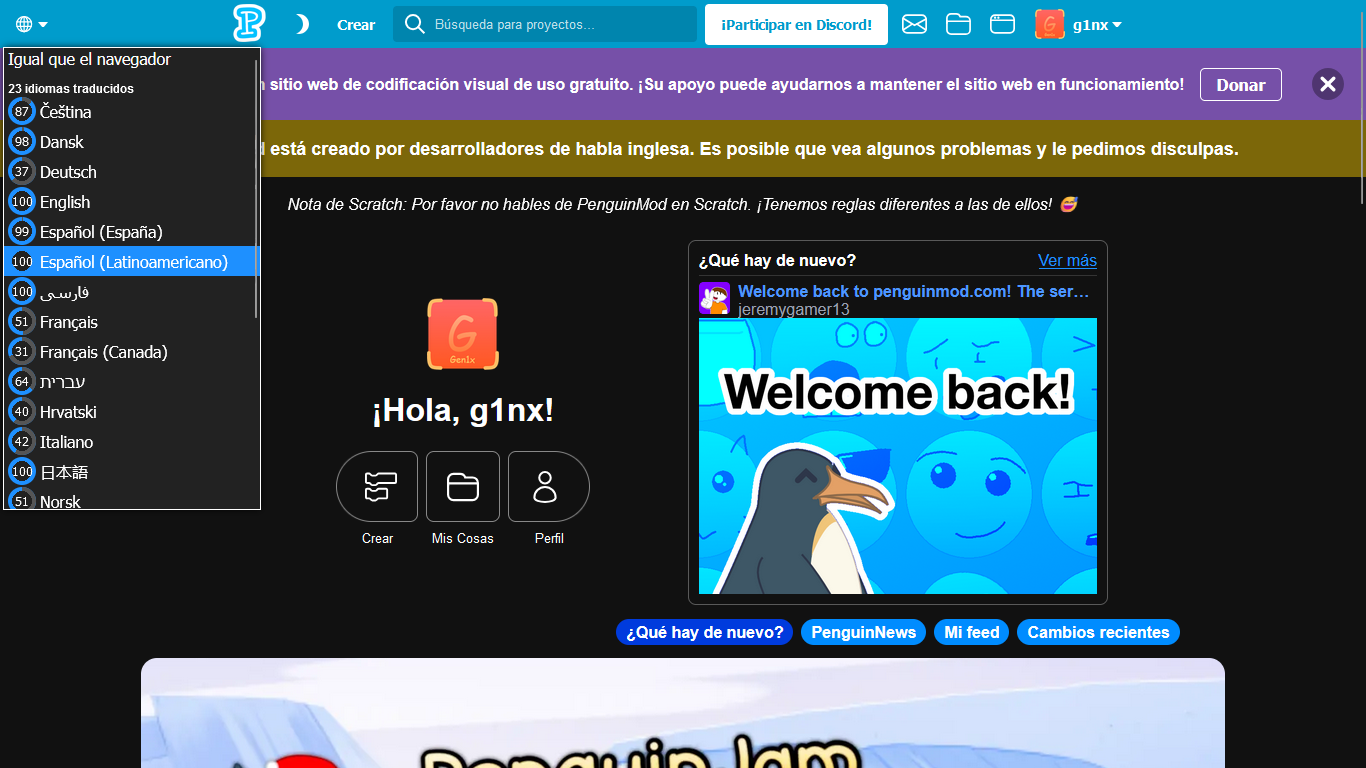 Crear
Búsqueda para proyectos...
¡Participar en Discord!
g1nx
Igual que el navegador
23 idiomas traducidos
87 Čeština
98 Dansk
37 Deutsch
100 English
99 Español (España)
100 Español (Latinoamericano)
100 فارسی
51 Français
31 Français (Canada)
64 עברית
40 Hrvatski
42 Italiano
100 日本語
51 Norsk
sitio web de codificación visual de uso gratuito. ¡Su apoyo puede ayudarnos a mantener el sitio web en funcionamiento!
Donar
está creado por desarrolladores de habla inglesa. Es posible que vea algunos problemas y le pedimos disculpas.
Nota de Scratch: Por favor no hables de PenguinMod en Scratch. ¡Tenemos reglas diferentes a las de ellos! 😅
G
Gen1x
¡Hola, g1nx!
Crear
Mis Cosas
Perfil
¿Qué hay de nuevo?
Ver más
Welcome back to penguinmod.com! The ser…
jeremygamer13
Welcome back!
¿Qué hay de nuevo?
PenguinNews
Mi feed
Cambios recientes
PenguinJam